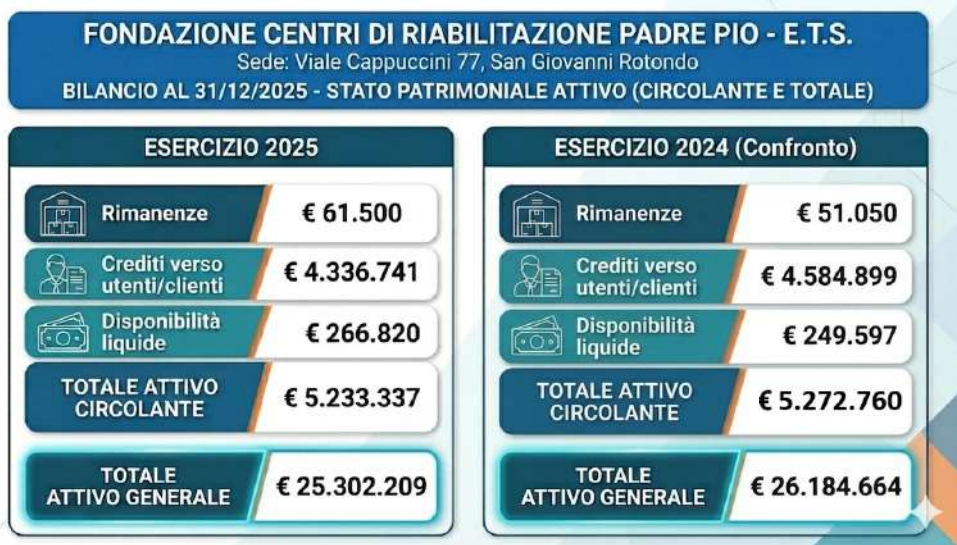 FONDAZIONE CENTRI DI RIABILITAZIONE PADRE PIO - E.T.S.
Sede: Viale Cappuccini 77, San Giovanni Rotondo
BILANCIO AL 31/12/2025 - STATO PATRIMONIALE ATTIVO (CIRCOLANTE E TOTALE)
ESERCIZIO 2025
Rimanenze € 61.500
Crediti verso
utenti/clienti € 4.336.741
Disponibilità
liquide € 266.820
TOTALE ATTIVO
CIRCOLANTE € 5.233.337
TOTALE
ATTIVO GENERALE € 25.302.209
ESERCIZIO 2024 (Confronto)
Rimanenze € 51.050
Crediti verso
utenti/clienti € 4.584.899
Disponibilità
liquide € 249.597
TOTALE ATTIVO
CIRCOLANTE € 5.272.760
TOTALE
ATTIVO GENERALE € 26.184.664